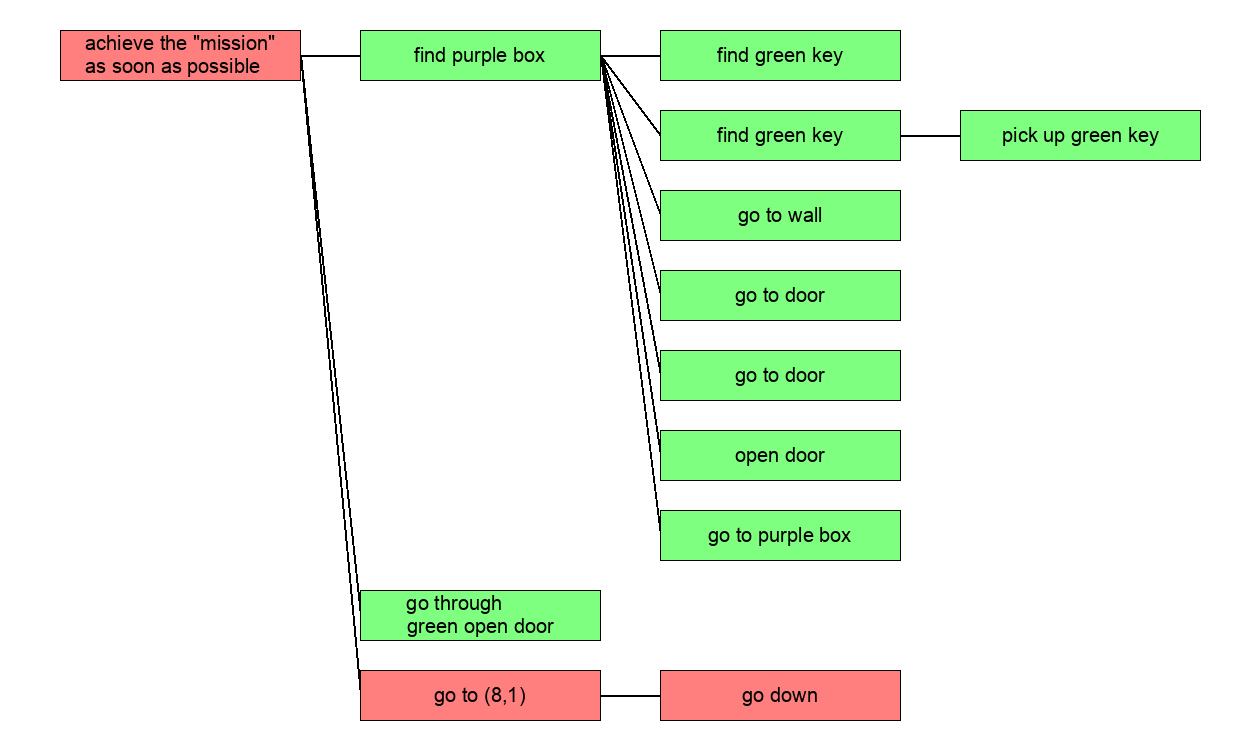 achieve the "mission"
as soon as possible
find purple box
find green key
find green key
pick up green key
go to wall
go to door
go to door
open door
go to purple box
go through
green open door
go to (8,1)
go down